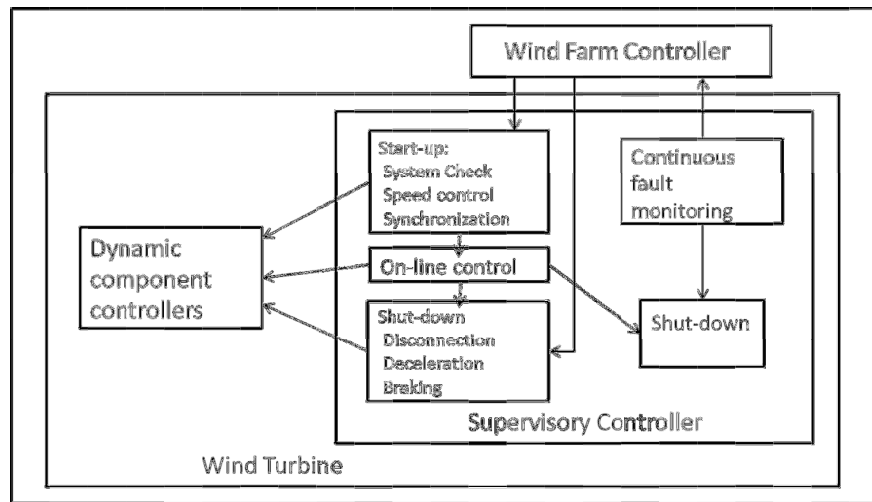 Wind Farm Controller
Start-up:
System Check
Speed control
Synchronization
Continuous
fault
monitoring
Dynamic
component
controllers
On-line control
Shut-down
Disconnection
Deceleration
Braking
Shut-down
Supervisory Controller
Wind Turbine